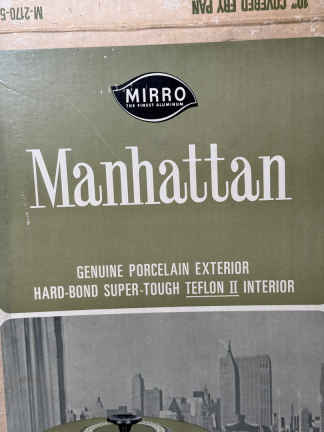 M-2170-5
10" COVERED FRY PAN
MIRRO
THE FINEST ALUMINUM
Manhattan
GENUINE PORCELAIN EXTERIOR
HARD-BOND SUPER-TOUGH TEFLON II INTERIOR